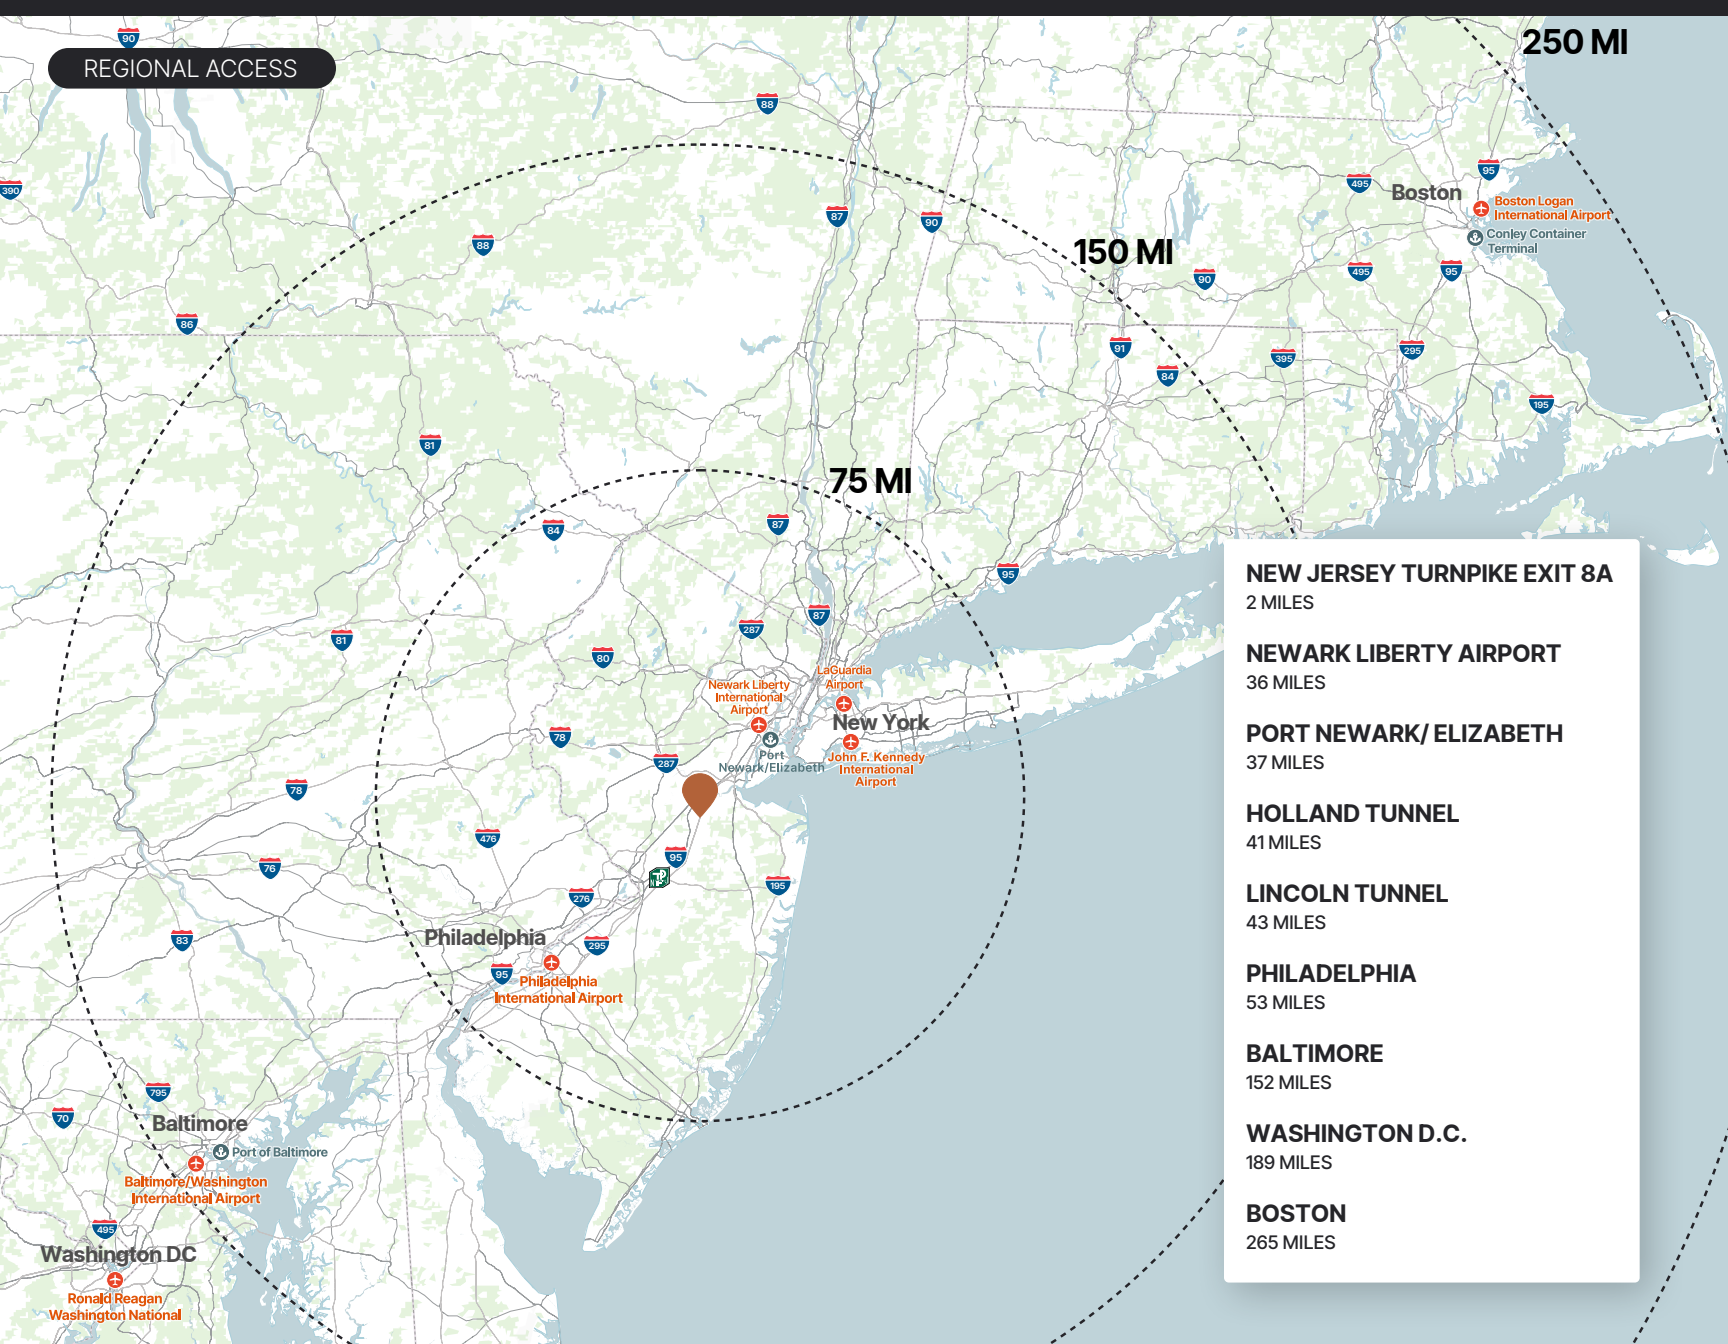 REGIONAL ACCESS
250 MI
150 MI
75 MI
90
88
390
88
86
87
90
81
84
87
95
495
Boston
Boston Logan
International Airport
Conley Container
Terminal
90
495
95
91
84
395
295
195
95
81
80
287
87
78
78
287
476
76
95
276
195
83
295
95
795
70
495
LaGuardia
Airport
Newark Liberty
International
Airport
New York
Port
Newark/Elizabeth
John F. Kennedy
International
Airport
Philadelphia
Philadelphia
International Airport
Baltimore
Port of Baltimore
Baltimore/Washington
International Airport
Washington DC
Ronald Reagan
Washington National
NEW JERSEY TURNPIKE EXIT 8A
2 MILES
NEWARK LIBERTY AIRPORT
36 MILES
PORT NEWARK/ ELIZABETH
37 MILES
HOLLAND TUNNEL
41 MILES
LINCOLN TUNNEL
43 MILES
PHILADELPHIA
53 MILES
BALTIMORE
152 MILES
WASHINGTON D.C.
189 MILES
BOSTON
265 MILES